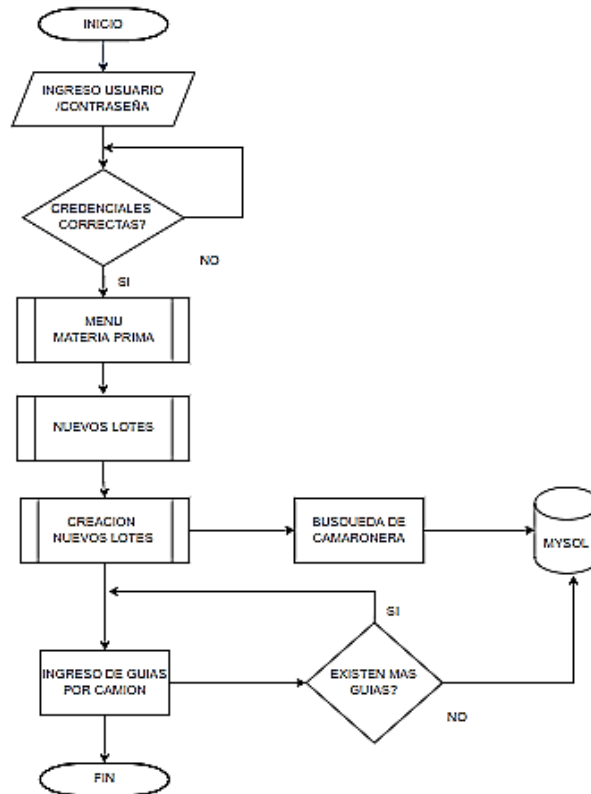 INICIO
INGRESO USUARIO
/CONTRASEÑA
CREDENCIALES
CORRECTAS?
NO
SI
MENU
MATERIA PRIMA
NUEVOS LOTES
CREACION
NUEVOS LOTES
BUSQUEDA DE
CAMARONERA
MYSQL
SI
INGRESO DE GUIAS
POR CAMION
EXISTEN MAS
GUIAS?
NO
FIN